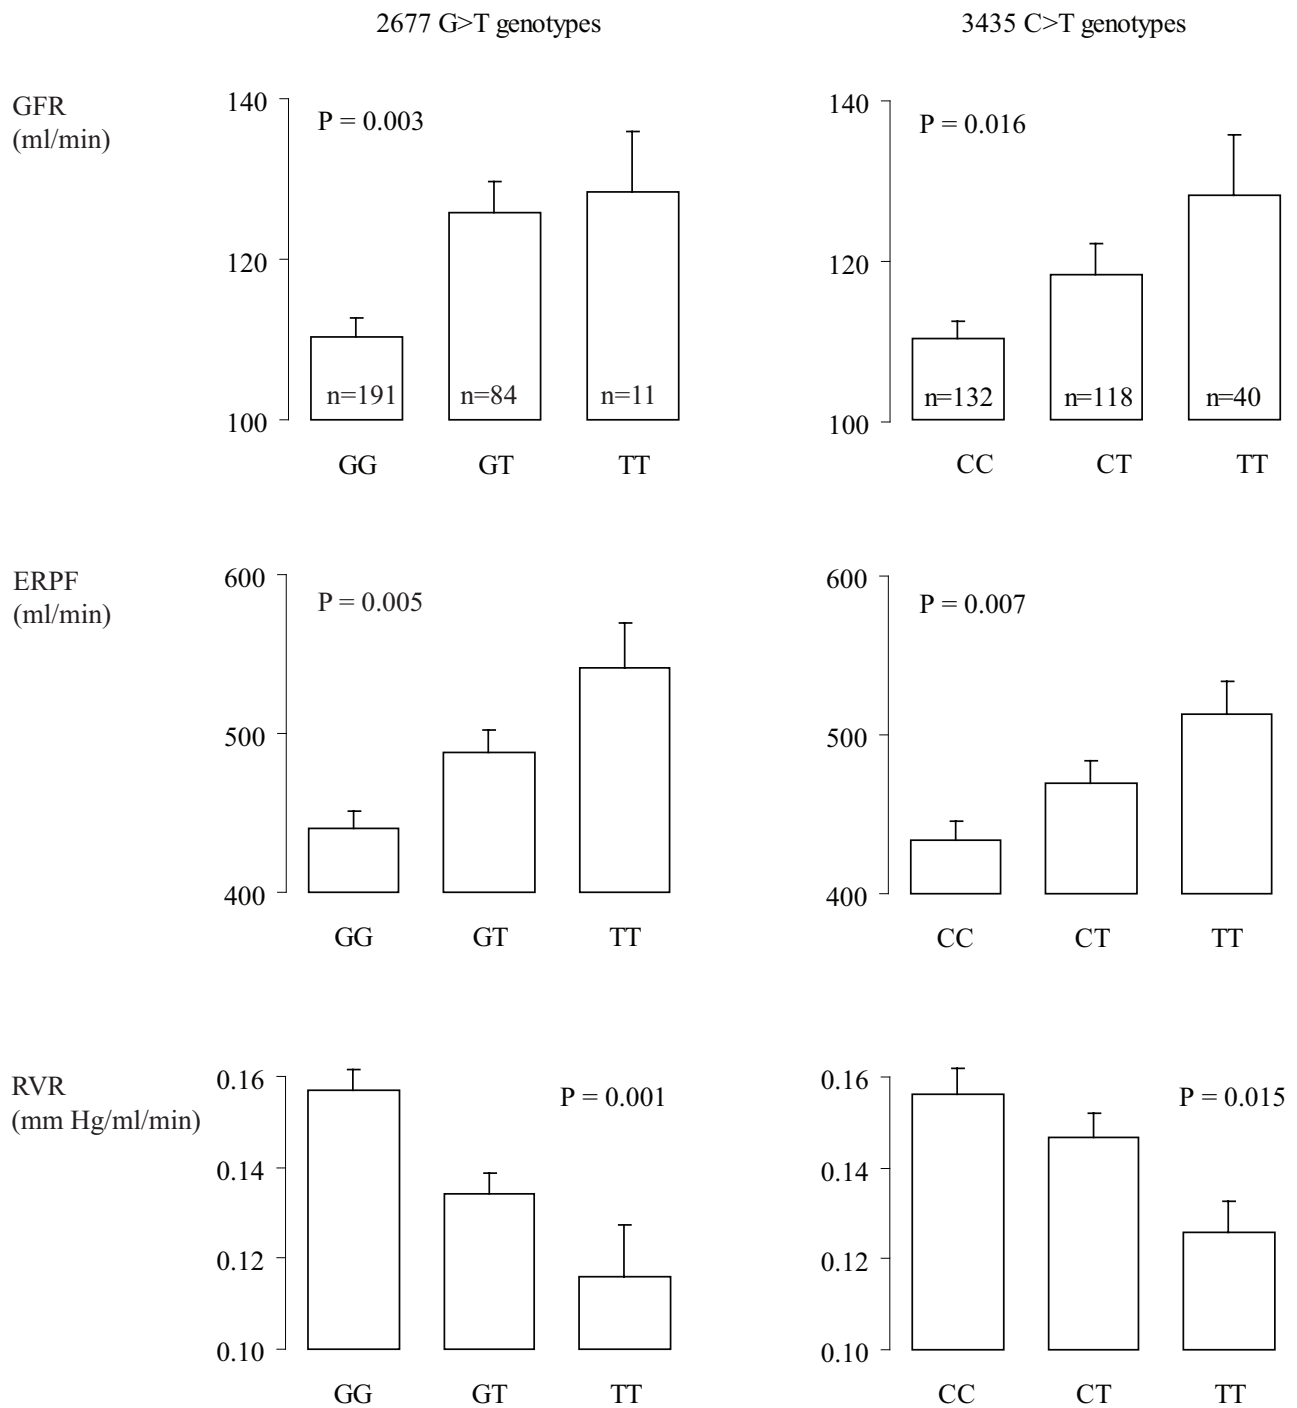 2677 G>T genotypes
3435 C>T genotypes
GFR
(ml/min)
140
120
100
P = 0.003
n=191
n=84
n=11
GG
GT
TT
140
120
100
P = 0.016
n=132
n=118
n=40
CC
CT
TT
ERPF
(ml/min)
600
500
400
P = 0.005
GG
GT
TT
600
500
400
P = 0.007
CC
CT
TT
RVR
(mm Hg/ml/min)
0.16
0.14
0.12
0.10
P = 0.001
GG
GT
TT
0.16
0.14
0.12
0.10
P = 0.015
CC
CT
TT